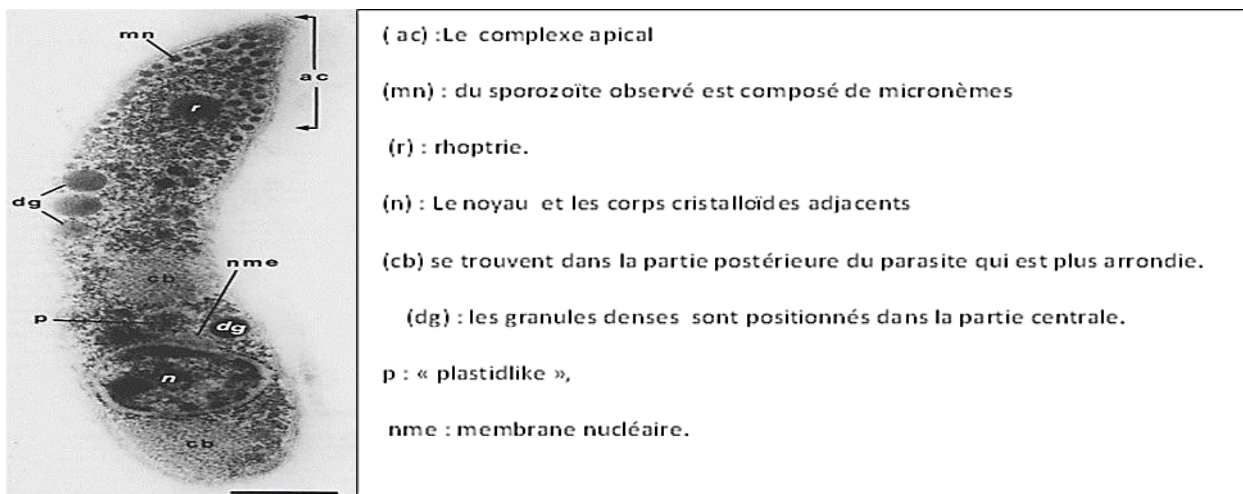 mn
ac
r
dg
cb
nme
p
dg
n
cb
( ac) :Le complexe apical
(mn) : du sporozoïte observé est composé de micronèmes
(r) : rhoptrie.
(n) : Le noyau et les corps cristalloïdes adjacents
(cb) se trouvent dans la partie postérieure du parasite qui est plus arrondie.
(dg) : les granules denses sont positionnés dans la partie centrale.
p : « plastidlike »,
nme : membrane nucléaire.